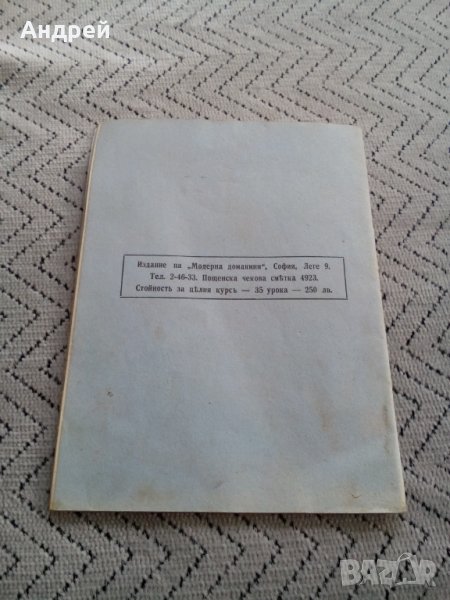 Андрей
Издание на „Модерна домакиня“, София, Леге 9.
Тел. 2-46-33. Пощенска чекова смѣтка 4923.
Стойность за цѣлия курсъ — 35 урока — 250 лв.
BAZAR